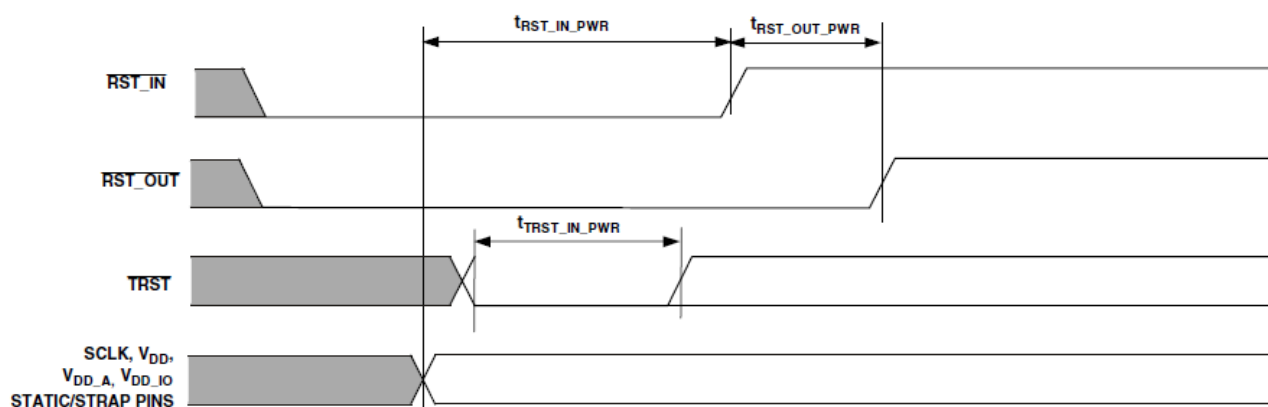 tRST_IN_PWR
tRST_OUT_PWR
RST_IN
RST_OUT
tTRST_IN_PWR
TRST
SCLK, VDD,
VDD_A, VDD_IO
STATIC/STRAP PINS